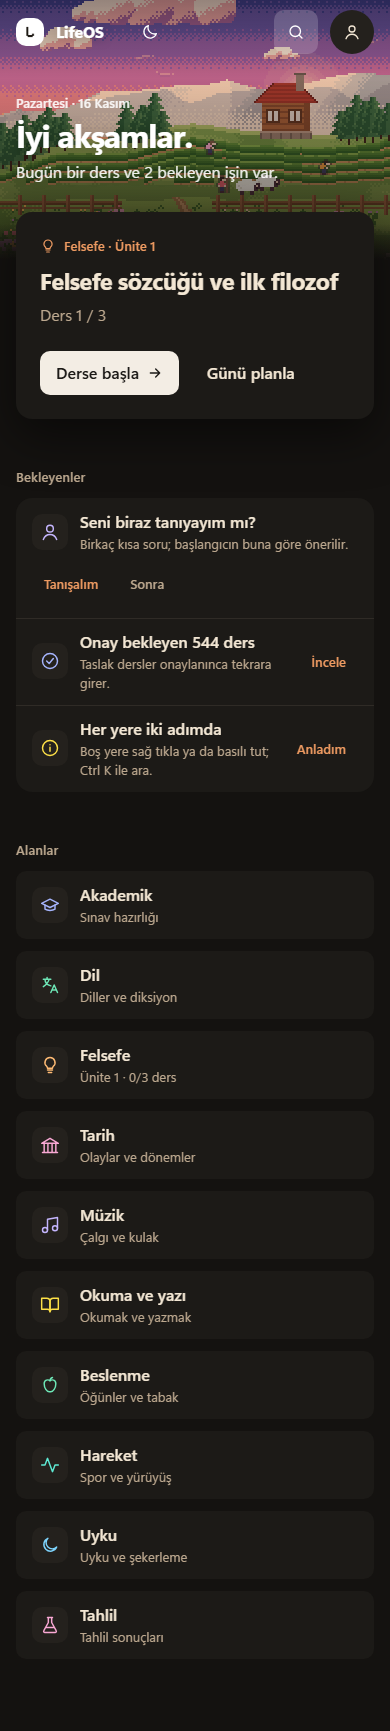 LifeOS
Pazartesi · 16 Kasım
İyi akşamlar.
Bugün bir ders ve 2 bekleyen işin var.
Felsefe · Ünite 1
Felsefe sözcüğü ve ilk filozof
Ders 1 / 3
Derse başla →
Günü planla
Bekleyenler
Seni biraz tanıyayım mı?
Birkaç kısa soru; başlangıcın buna göre önerilir.
Tanışalım
Sonra
Onay bekleyen 544 ders
Taslak dersler onaylanınca tekrara
girer.
İncele
Her yere iki adımda
Boş yere sağ tıkla ya da basılı tut;
Ctrl K ile ara.
Anladım
Alanlar
Akademik
Sınav hazırlığı
Dil
Diller ve diksiyon
Felsefe
Ünite 1 · 0/3 ders
Tarih
Olaylar ve dönemler
Müzik
Çalgı ve kulak
Okuma ve yazı
Okumak ve yazmak
Beslenme
Öğünler ve tabak
Hareket
Spor ve yürüyüş
Uyku
Uyku ve şekerleme
Tahlil
Tahlil sonuçları